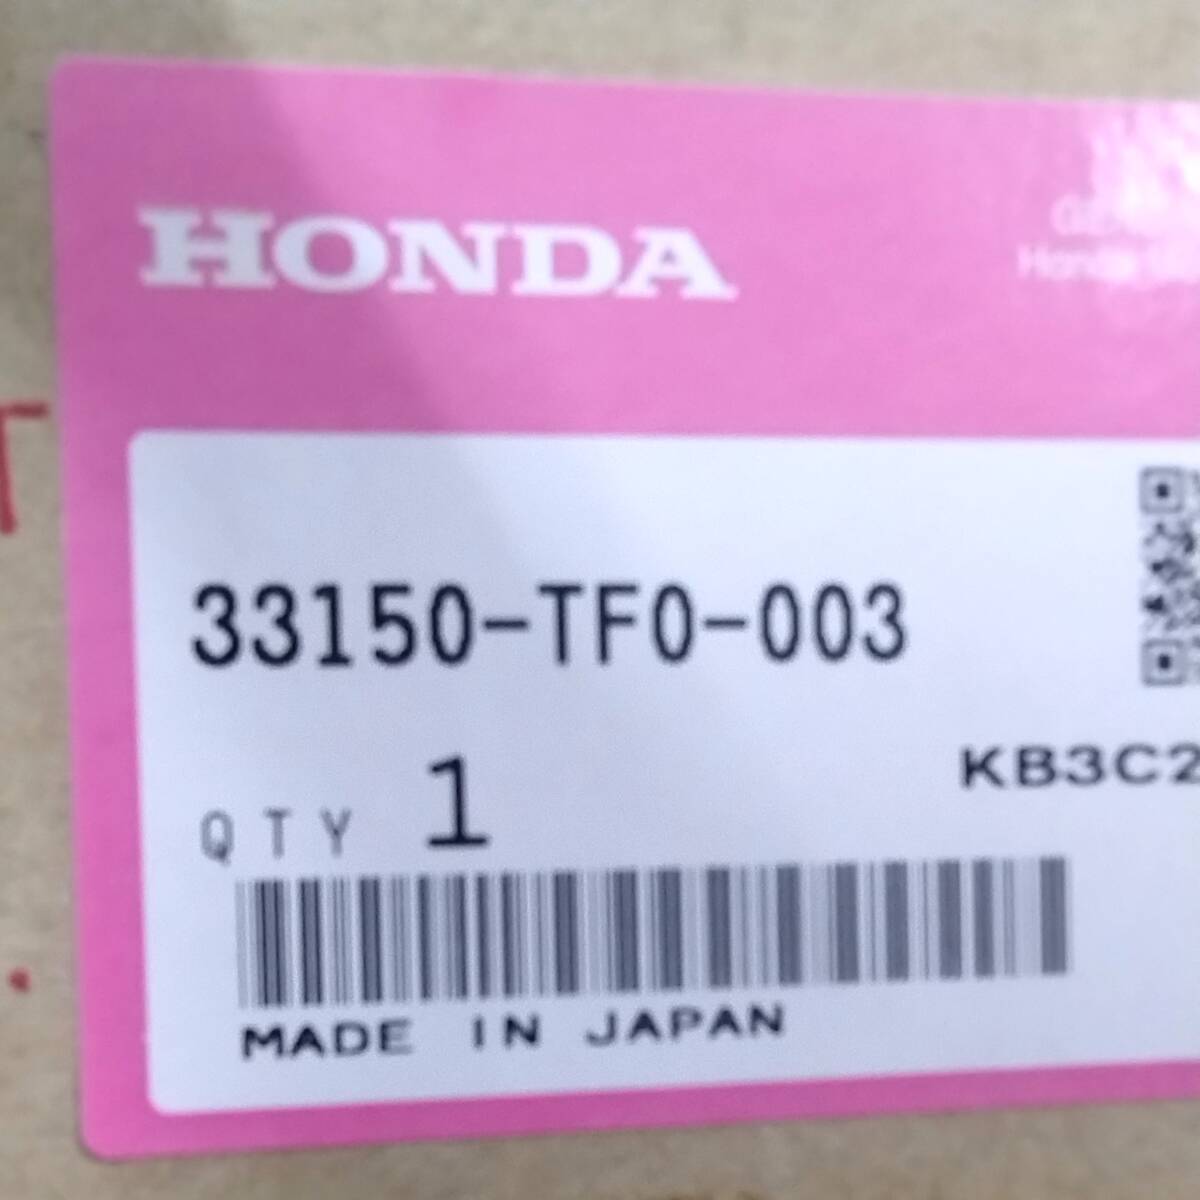 HONDA
33150-TF0-003
KB3C2
QTY 1
MADE IN JAPAN